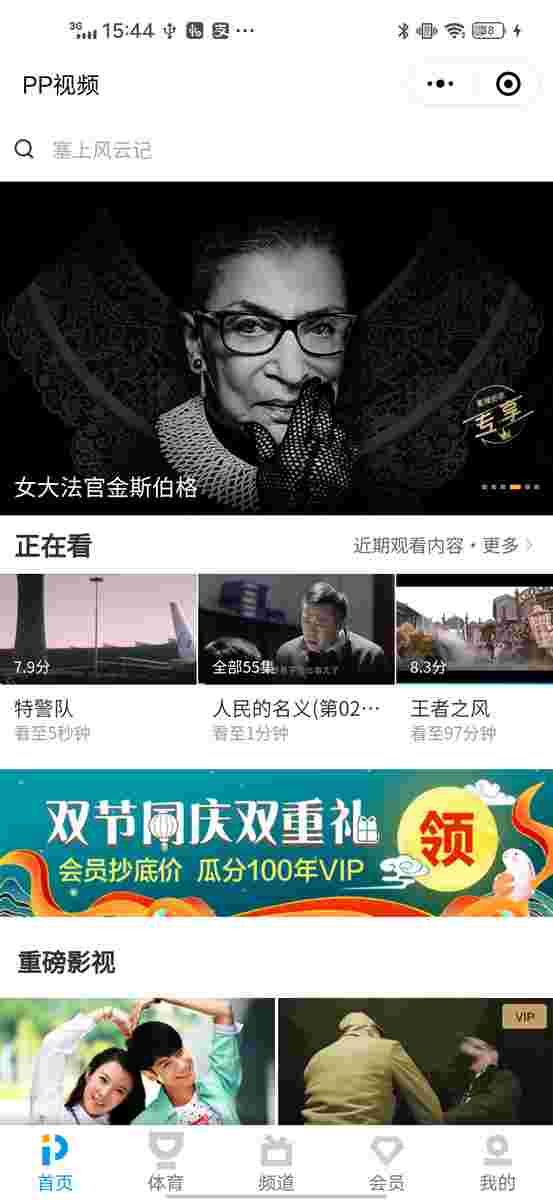 3G 15:44 58
PP视频
塞上风云记
专享
女大法官金斯伯格
正在看
近期观看内容·更多
7.9分
全部55集
8.3分
特警队
人民的名义(第02…
王者之风
看至5秒钟
看至1分钟
看至97分钟
双节同庆双重礼
领
会员抄底价 瓜分100年VIP
重磅影视
VIP
首页
体育
频道
会员
我的